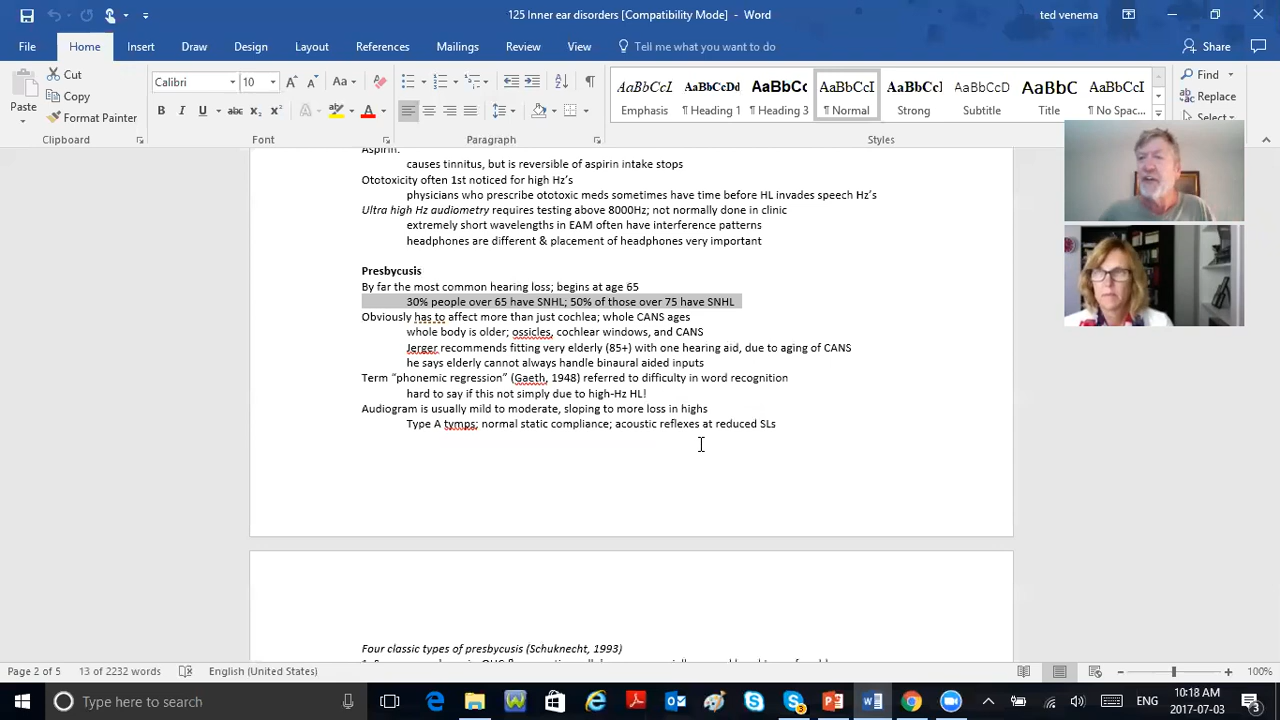 125 Inner ear disorders [Compatibility Mode] - Word
ted venema
File Home Insert Draw Design Layout References Mailings Review View Tell me what you want to do Share
Paste
Cut
Copy
Format Painter
Clipboard
Calibri 10
Font
Paragraph
AaBbCcI Emphasis
AaBbCcDd ¶ Heading 1
AaBbCc ¶ Heading 3
AaBbCcI ¶ Normal
AaBbCcI Strong
AaBbCcDd Subtitle
AaBbCc Title
AaBbCcI ¶ No Spac...
Styles
Find
Replace
Select
Aspirin:
causes tinnitus, but is reversible of aspirin intake stops
Ototoxicity often 1st noticed for high Hz's
physicians who prescribe ototoxic meds sometimes have time before HL invades speech Hz's
Ultra high Hz audiometry requires testing above 8000Hz; not normally done in clinic
extremely short wavelengths in EAM often have interference patterns
headphones are different & placement of headphones very important
Presbycusis
By far the most common hearing loss; begins at age 65
30% people over 65 have SNHL; 50% of those over 75 have SNHL
Obviously has to affect more than just cochlea; whole CANS ages
whole body is older; ossicles, cochlear windows, and CANS
Jerger recommends fitting very elderly (85+) with one hearing aid, due to aging of CANS
he says elderly cannot always handle binaural aided inputs
Term "phonemic regression" (Gaeth, 1948) referred to difficulty in word recognition
hard to say if this not simply due to high-Hz HL!
Audiogram is usually mild to moderate, sloping to more loss in highs
Type A tymps; normal static compliance; acoustic reflexes at reduced SLs
Four classic types of presbycusis (Schuknecht, 1993)
Page 2 of 5 13 of 2232 words English (United States) 100%
Type here to search
ENG
10:18 AM
2017-07-03